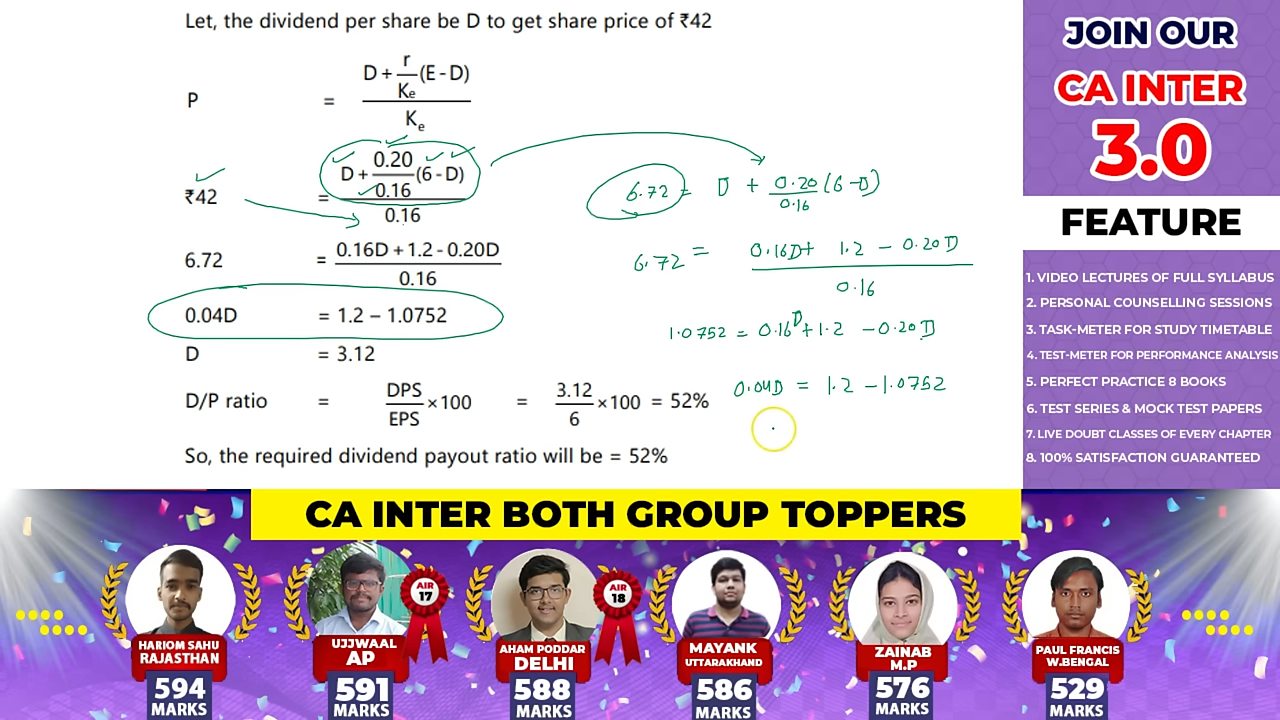 Let, the dividend per share be D to get share price of ₹42
P = D + r/Ke (E - D)
Ke
₹42 = D + 0.20/0.16 (6 - D)
0.16
6.72 = 0.16D + 1.2 - 0.20D
0.16
0.04D = 1.2 – 1.0752
D = 3.12
D/P ratio = DPS/EPS × 100 = 3.12/6 × 100 = 52%
So, the required dividend payout ratio will be = 52%
6.72 = D + 0.20/0.16 (6-D)
6.72 = 0.16D + 1.2 - 0.20D
0.16
1.0752 = 0.16D + 1.2 - 0.20D
0.04D = 1.2 - 1.0752
JOIN OUR
CA INTER
3.0
FEATURE
1. VIDEO LECTURES OF FULL SYLLABUS
2. PERSONAL COUNSELLING SESSIONS
3. TASK-METER FOR STUDY TIMETABLE
4. TEST-METER FOR PERFORMANCE ANALYSIS
5. PERFECT PRACTICE 8 BOOKS
6. TEST SERIES & MOCK TEST PAPERS
7. LIVE DOUBT CLASSES OF EVERY CHAPTER
8. 100% SATISFACTION GUARANTEED
CA INTER BOTH GROUP TOPPERS
HARIOM SAHU
RAJASTHAN
594
MARKS
AIR
17
UJJWAAL
AP
591
MARKS
AIR
18
AHAM PODDAR
DELHI
588
MARKS
MAYANK
UTTARAKHAND
586
MARKS
ZAINAB
M.P
576
MARKS
PAUL FRANCIS
W.BENGAL
529
MARKS